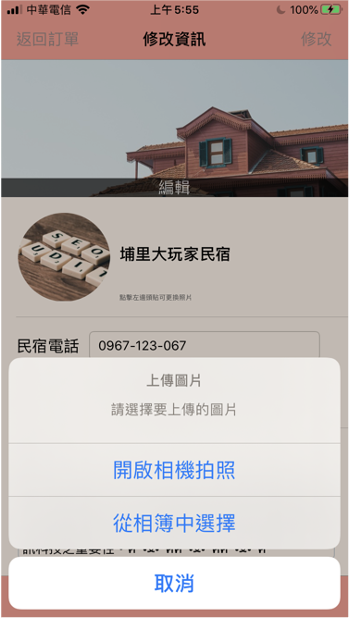 中華電信
上午5:55
100%
返回訂單
修改資訊
修改
編輯
SEO
UDIT
埔里大玩家民宿
點擊左邊頭貼可更換照片
民宿電話
0967-123-067
上傳圖片
請選擇要上傳的圖片
開啟相機拍照
從相簿中選擇
取消